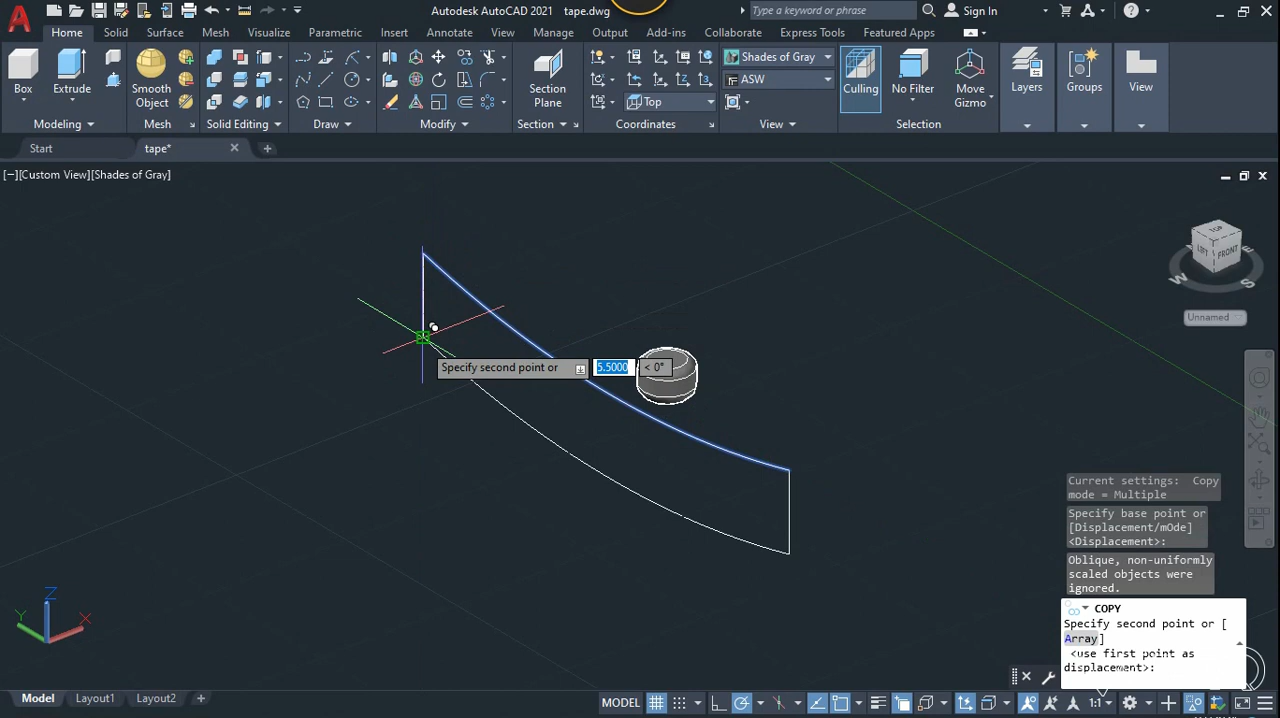 Autodesk AutoCAD 2021 tape.dwg
Type a keyword or phrase
Sign In
Home Solid Surface Mesh Visualize Parametric Insert Annotate View Manage Output Add-ins Collaborate Express Tools Featured Apps
Box
Extrude
Smooth
Object
Section
Plane
Top
Shades of Gray
ASW
Culling
No Filter
Move
Gizmo
Layers
Groups
View
Modeling
Mesh
Solid Editing
Draw
Modify
Section
Coordinates
View
Selection
Start
tape*
[−][Custom View][Shades of Gray]
TOP
LEFT
FRONT
E
W
S
Unnamed
Specify second point or
5.5000
< 0°
Current settings: Copy
mode = Multiple
Specify base point or
[Displacement/mOde]
<Displacement>:
Oblique, non-uniformly
scaled objects were
ignored.
COPY
Specify second point or [
Array]
<use first point as
displacement>:
Z
Y
X
Model
Layout1
Layout2
MODEL
1:1